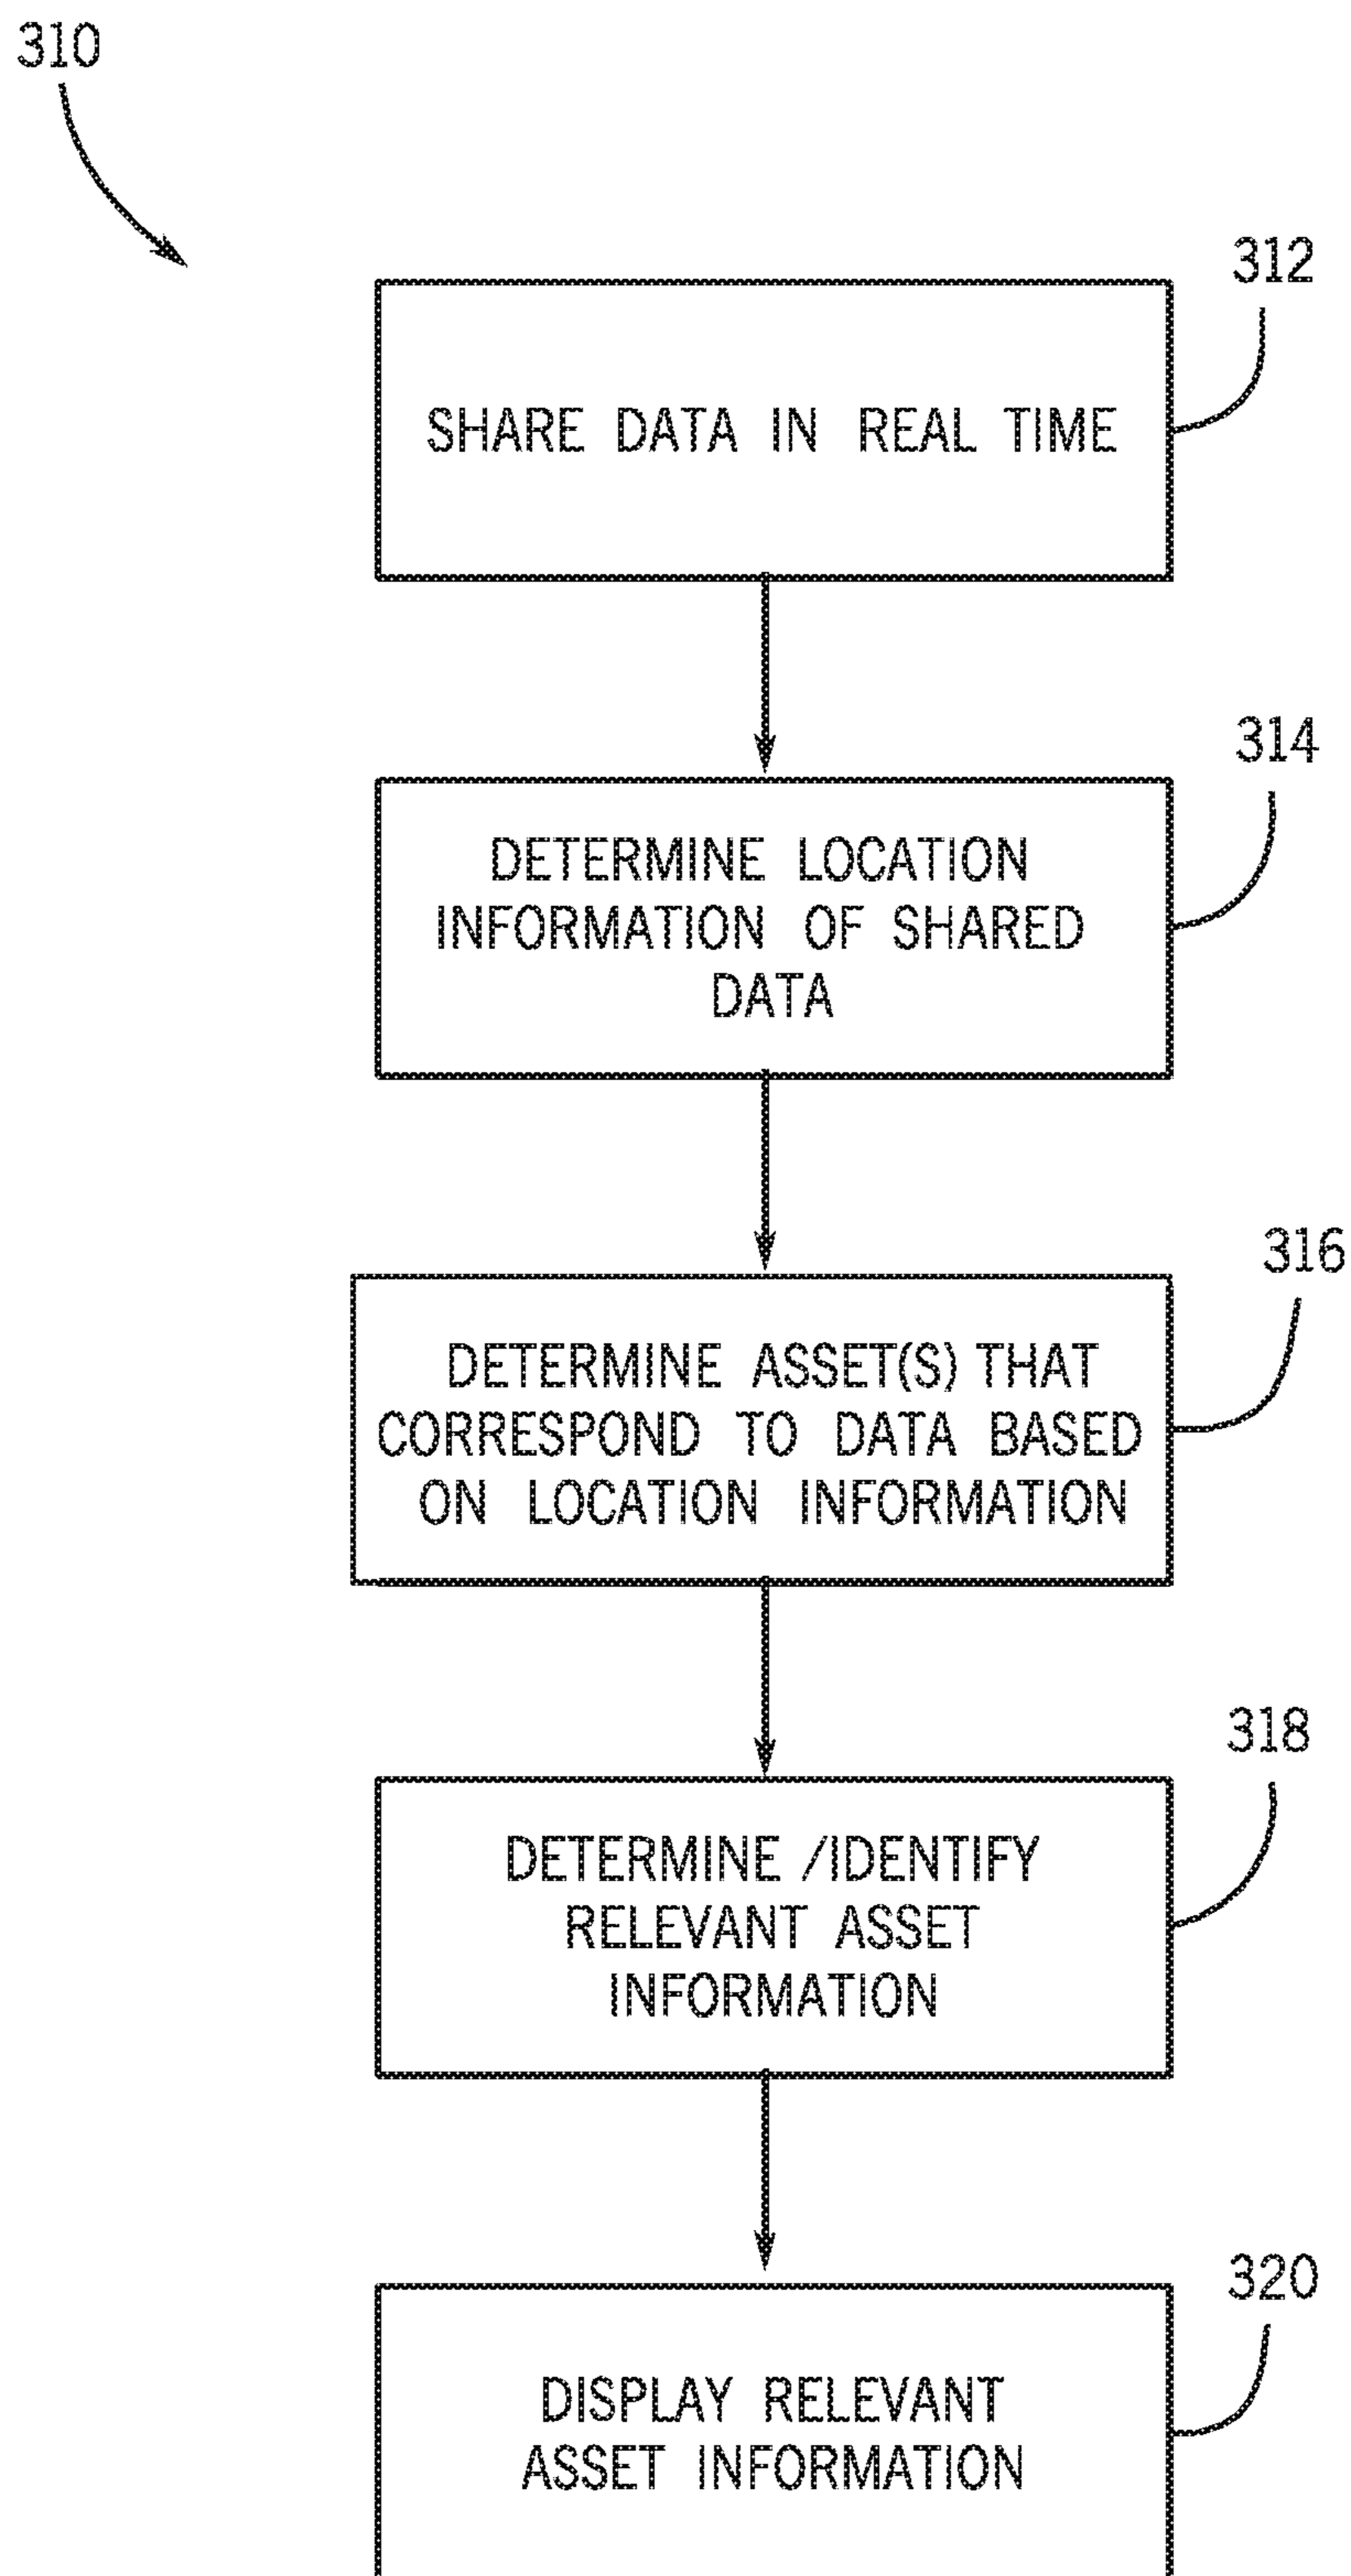 310
312
SHARE DATA IN REAL TIME
314
DETERMINE LOCATION
INFORMATION OF SHARED
DATA
316
DETERMINE ASSET(S) THAT
CORRESPOND TO DATA BASED
ON LOCATION INFORMATION
318
DETERMINE /IDENTIFY
RELEVANT ASSET
INFORMATION
320
DISPLAY RELEVANT
ASSET INFORMATION